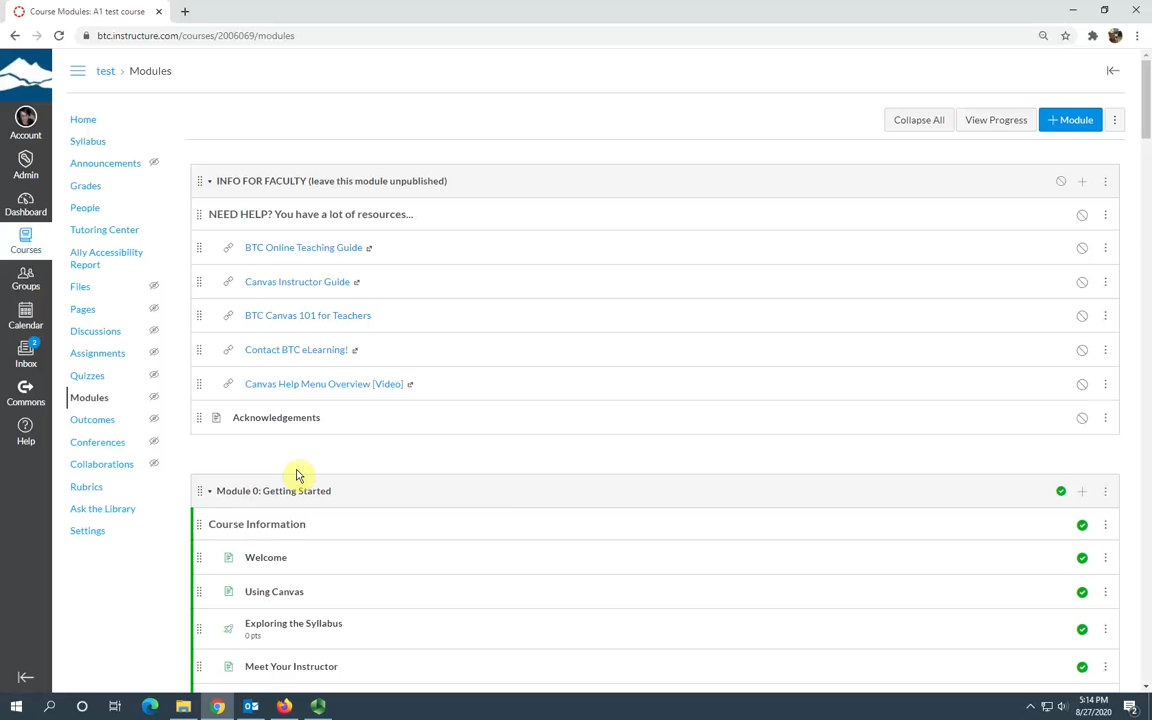 Course Modules: A1 test course
btc.instructure.com/courses/2006069/modules
test > Modules
Account
Admin
Dashboard
Courses
Groups
Calendar
2
Inbox
Commons
Help
Home
Syllabus
Announcements
Grades
People
Tutoring Center
Ally Accessibility
Report
Files
Pages
Discussions
Assignments
Quizzes
Modules
Outcomes
Conferences
Collaborations
Rubrics
Ask the Library
Settings
Collapse All
View Progress
+ Module
INFO FOR FACULTY (leave this module unpublished)
NEED HELP? You have a lot of resources...
BTC Online Teaching Guide
Canvas Instructor Guide
BTC Canvas 101 for Teachers
Contact BTC eLearning!
Canvas Help Menu Overview [Video]
Acknowledgements
Module 0: Getting Started
Course Information
Welcome
Using Canvas
Exploring the Syllabus
0 pts
Meet Your Instructor
5:14 PM
8/27/2020
2